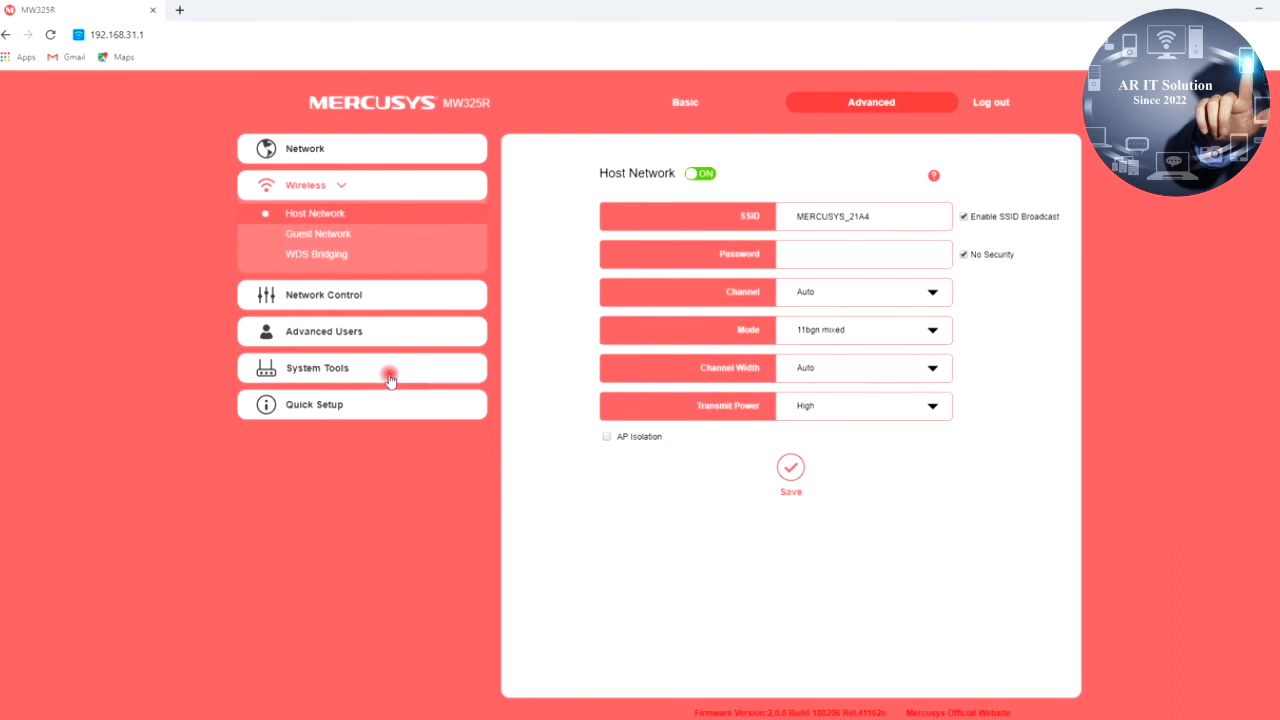 MW325R
192.168.31.1
Apps Gmail Maps
AR IT Solution
Since 2022
MERCUSYS MW325R
Basic
Advanced
Log out
Network
Wireless
Host Network
Guest Network
WDS Bridging
Network Control
Advanced Users
System Tools
Quick Setup
Host Network ON
?
SSID MERCUSYS_21A4 Enable SSID Broadcast
Password No Security
Channel Auto
Mode 11bgn mixed
Channel Width Auto
Transmit Power High
AP Isolation
Save
Firmware Version:2.0.0 Build 180206 Rel.41162n Mercusys Official Website